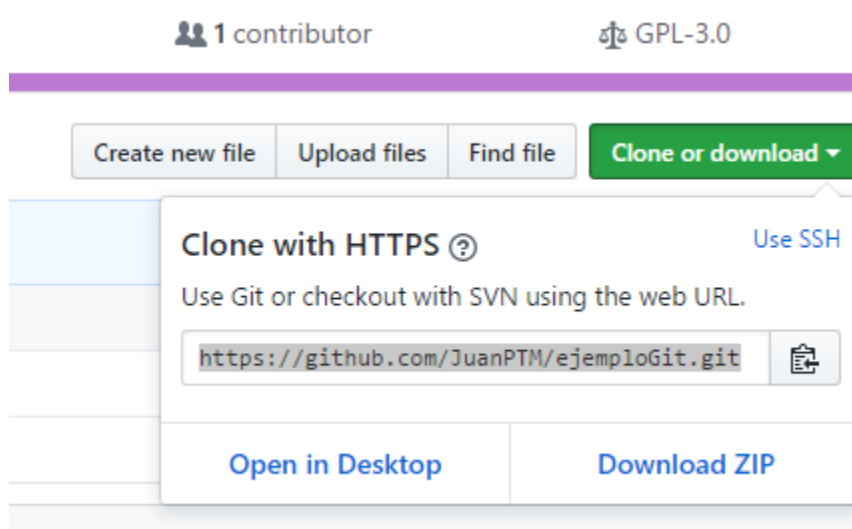 1 contributor
GPL-3.0
Create new file
Upload files
Find file
Clone or download
Clone with HTTPS
Use SSH
Use Git or checkout with SVN using the web URL.
https://github.com/JuanPTM/ejemploGit.git
Open in Desktop
Download ZIP